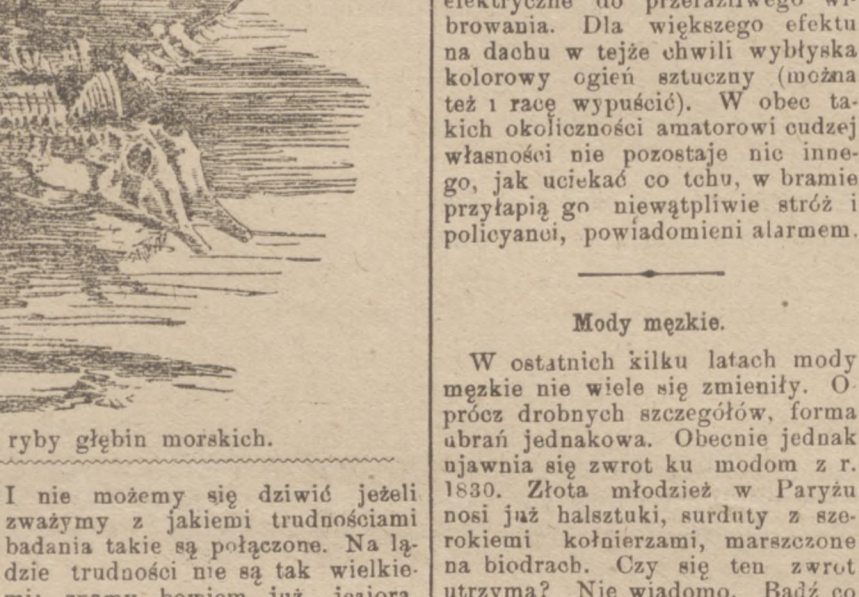 ryby głębin morskich.
I nie możemy się dziwić jeżeli
zważymy z jakiemi trudnościami
badania takie są połączone. Na lą-
dzie trudności nie są tak wielkie-
elektryczne do przeraźliwego wi-
browania. Dla większego efektu
na dachu w tejże chwili wybłyska
kolorowy ogień sztuczny (można
też i racę wypuścić). W obec ta-
kich okoliczności amatorowi cudzej
własności nie pozostaje nic inne-
go, jak uciekać co tchu, w bramie
przyłapią go niewątpliwie stróż i
policyanci, powiadomieni alarmem.
Mody męzkie.
W ostatnich kilku latach mody
męzkie nie wiele się zmieniły. O-
prócz drobnych szczegółów, forma
ubrań jednakowa. Obecnie jednak
ujawnia się zwrot ku modom z r.
1830. Złota młodzież w Paryżu
nosi już halsztuki, surduty z sze-
rokiemi kołnierzami, marszczone
na biodrach. Czy się ten zwrot
utrzyma? Nie wiadomo. Bądź co